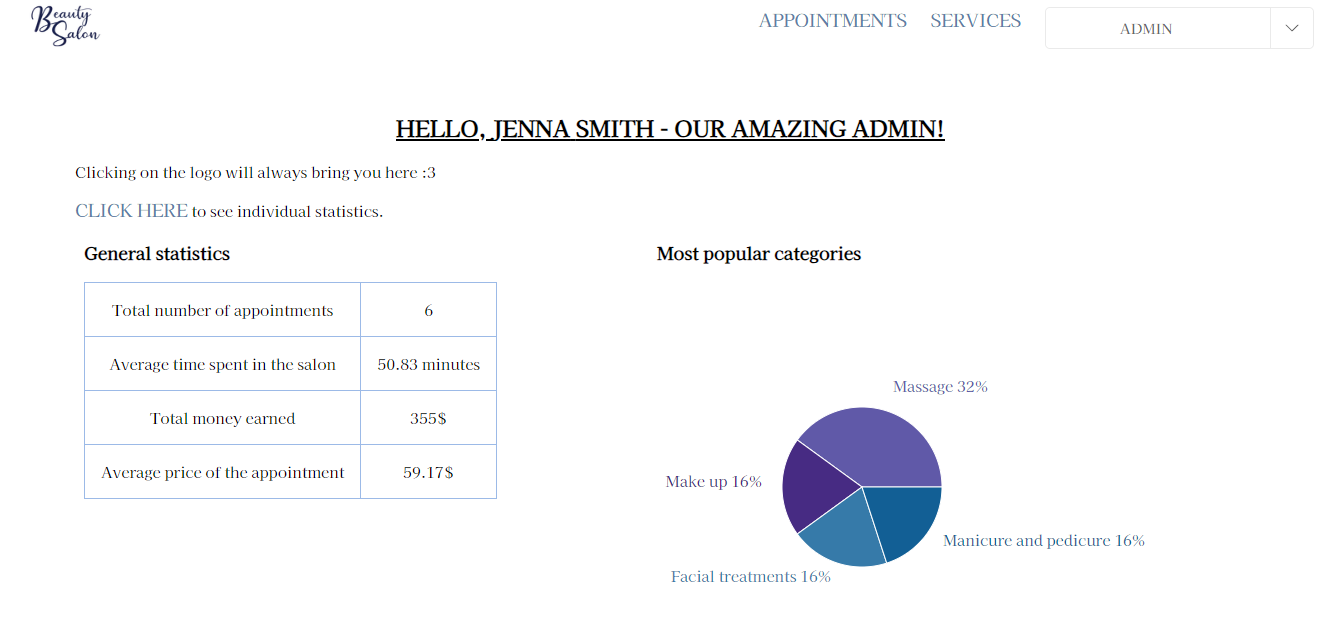 Beauty
Salon
APPOINTMENTS SERVICES ADMIN
HELLO, JENNA SMITH - OUR AMAZING ADMIN!
Clicking on the logo will always bring you here :3
CLICK HERE to see individual statistics.
General statistics
Total number of appointments 6
Average time spent in the salon 50.83 minutes
Total money earned 355$
Average price of the appointment 59.17$
Most popular categories
Massage 32%
Make up 16%
Manicure and pedicure 16%
Facial treatments 16%